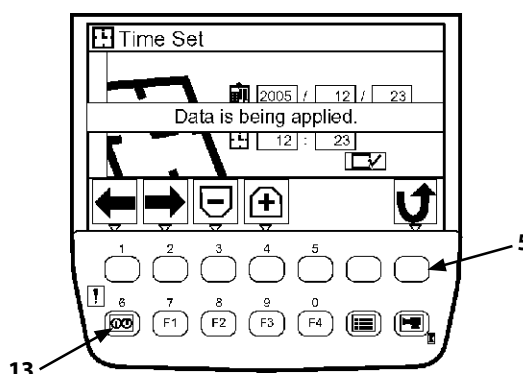 Time Set
2005 / 12 / 23
Data is being applied.
12 : 23
1 2 3 4 5
5
6 7 8 9 0
F1 F2 F3 F4
13